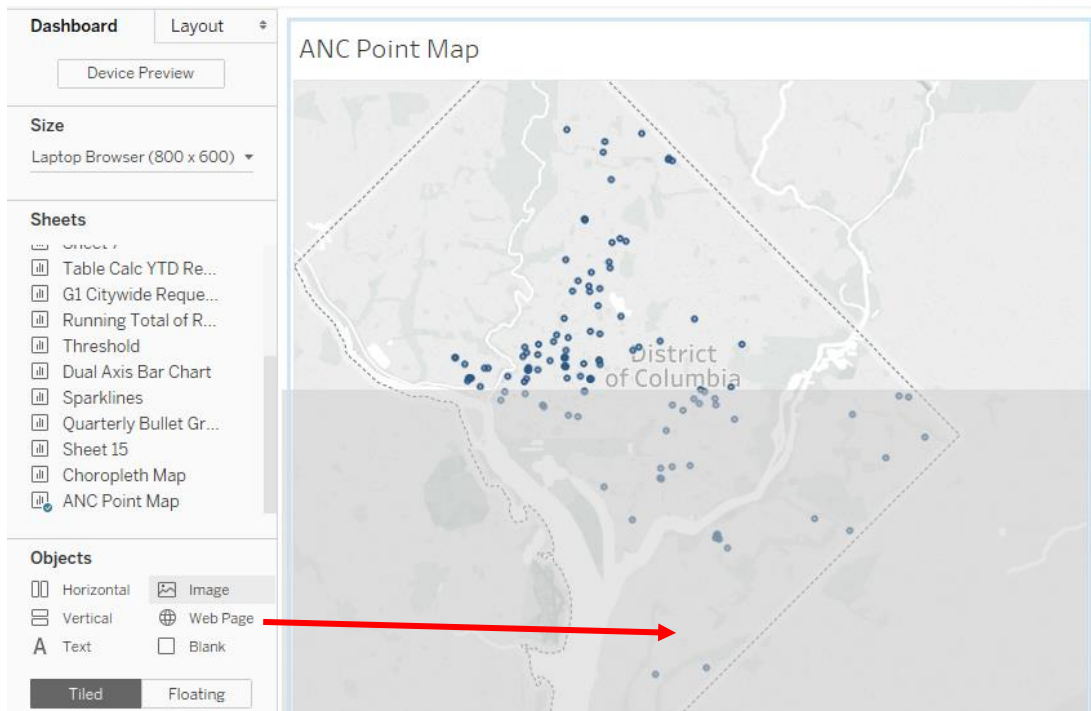 Dashboard
Layout
Device Preview
Size
Laptop Browser (800 x 600)
Sheets
Table Calc YTD Re...
G1 Citywide Reque...
Running Total of R...
Threshold
Dual Axis Bar Chart
Sparklines
Quarterly Bullet Gr...
Sheet 15
Choropleth Map
ANC Point Map
Objects
Horizontal
Image
Vertical
Web Page
A Text
Blank
Tiled
Floating
ANC Point Map
District
of Columbia